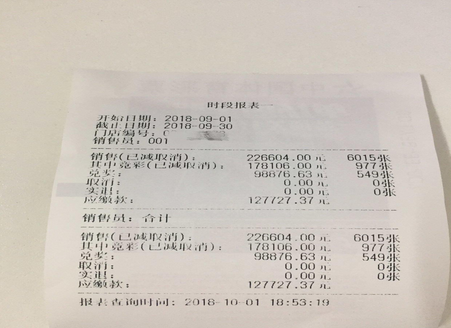 时段报表一
开始日期: 2018-09-01
截止日期: 2018-09-30
门店编号: C
销售员: 001
销售(已减取消): 226604.00元 6015张
其中竞彩(已减取消): 178106.00元 977张
兑奖: 98876.63元 549张
取消: 0.00元 0张
实退: 0.00元 0张
应缴款: 127727.37元
销售员: 合计
销售(已减取消): 226604.00元 6015张
其中竞彩(已减取消): 178106.00元 977张
兑奖: 98876.63元 549张
取消: 0.00元 0张
实退: 0.00元 0张
应缴款: 127727.37元
报表查询时间: 2018-10-01 18:53:19